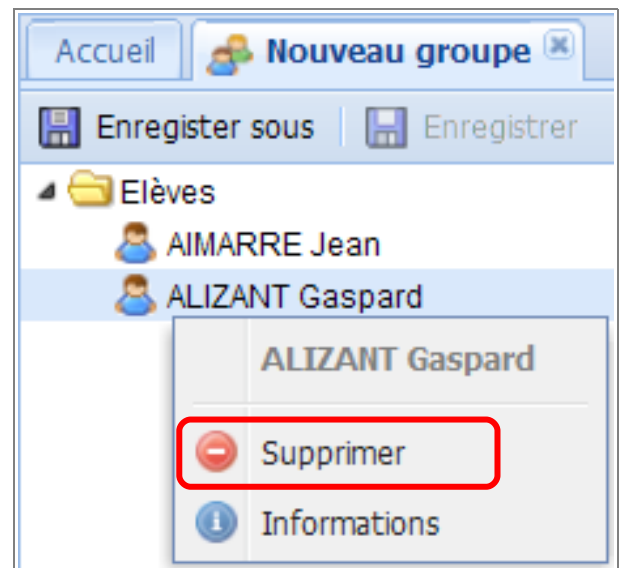 Accueil Nouveau groupe
Enregister sous Enregistrer
Elèves
AIMARRE Jean
ALIZANT Gaspard
ALIZANT Gaspard
Supprimer
Informations